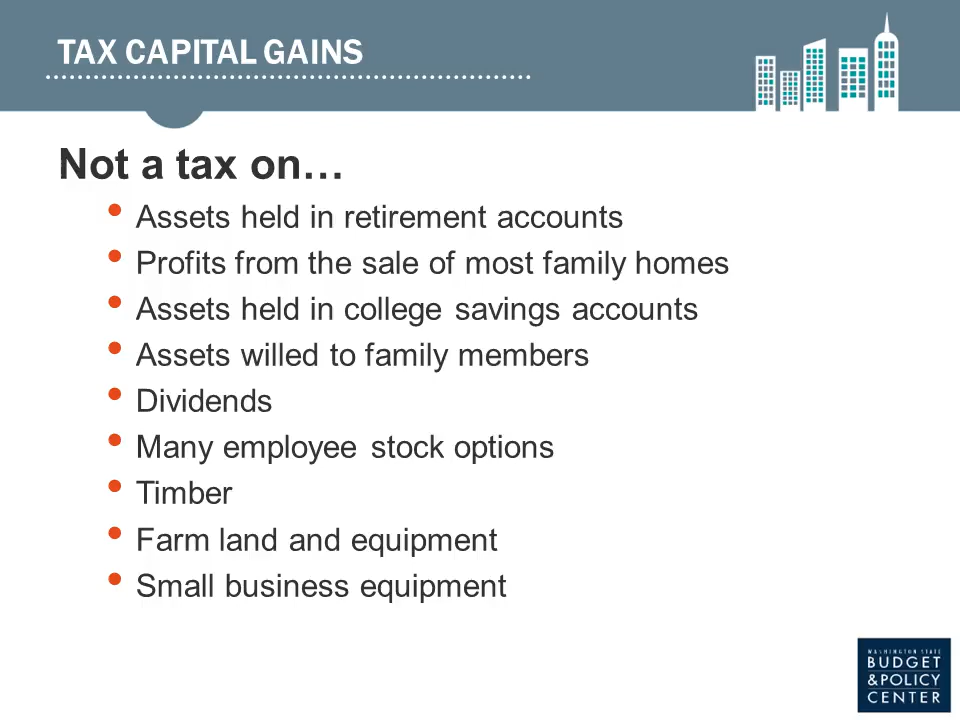 TAX CAPITAL GAINS
Not a tax on…
• Assets held in retirement accounts
• Profits from the sale of most family homes
• Assets held in college savings accounts
• Assets willed to family members
• Dividends
• Many employee stock options
• Timber
• Farm land and equipment
• Small business equipment
WASHINGTON STATE
BUDGET
&POLICY
CENTER